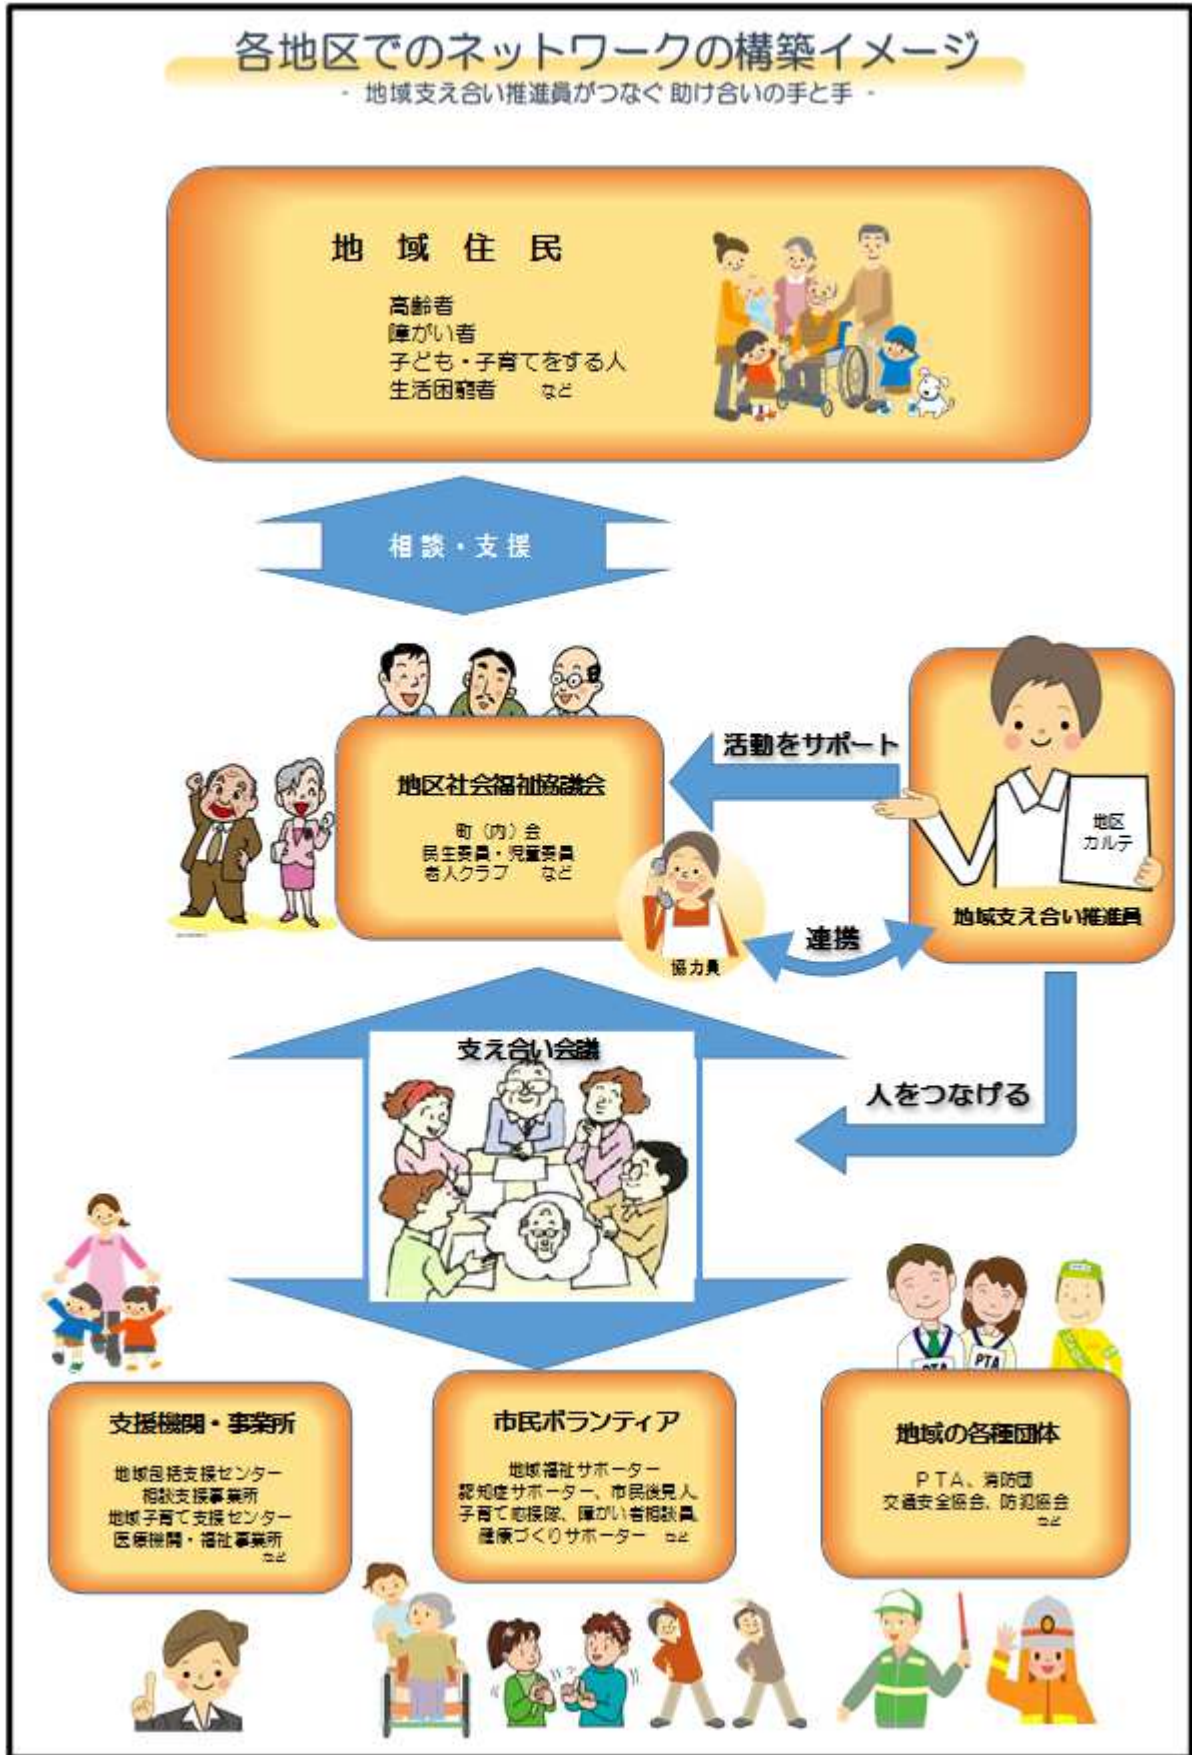 各地区でのネットワークの構築イメージ
- 地域支え合い推進員がつなぐ 助け合いの手と手 -
地域住民
高齢者
障がい者
子ども・子育てをする人
生活困窮者 など
相談・支援
地区社会福祉協議会
町（内）会
民生委員・児童委員
老人クラブ など
活動をサポート
地区
カルテ
地域支え合い推進員
協力員
連携
支え合い会議
人をつなげる
PTA
PTA
支援機関・事業所
地域包括支援センター
相談支援事業所
地域子育て支援センター
医療機関・福祉事業所
など
市民ボランティア
地域福祉サポーター
認知症サポーター、市民後見人
子育て応援隊、障がい者相談員
健康づくりサポーター など
地域の各種団体
ＰＴＡ、消防団
交通安全協会、防犯協会
など